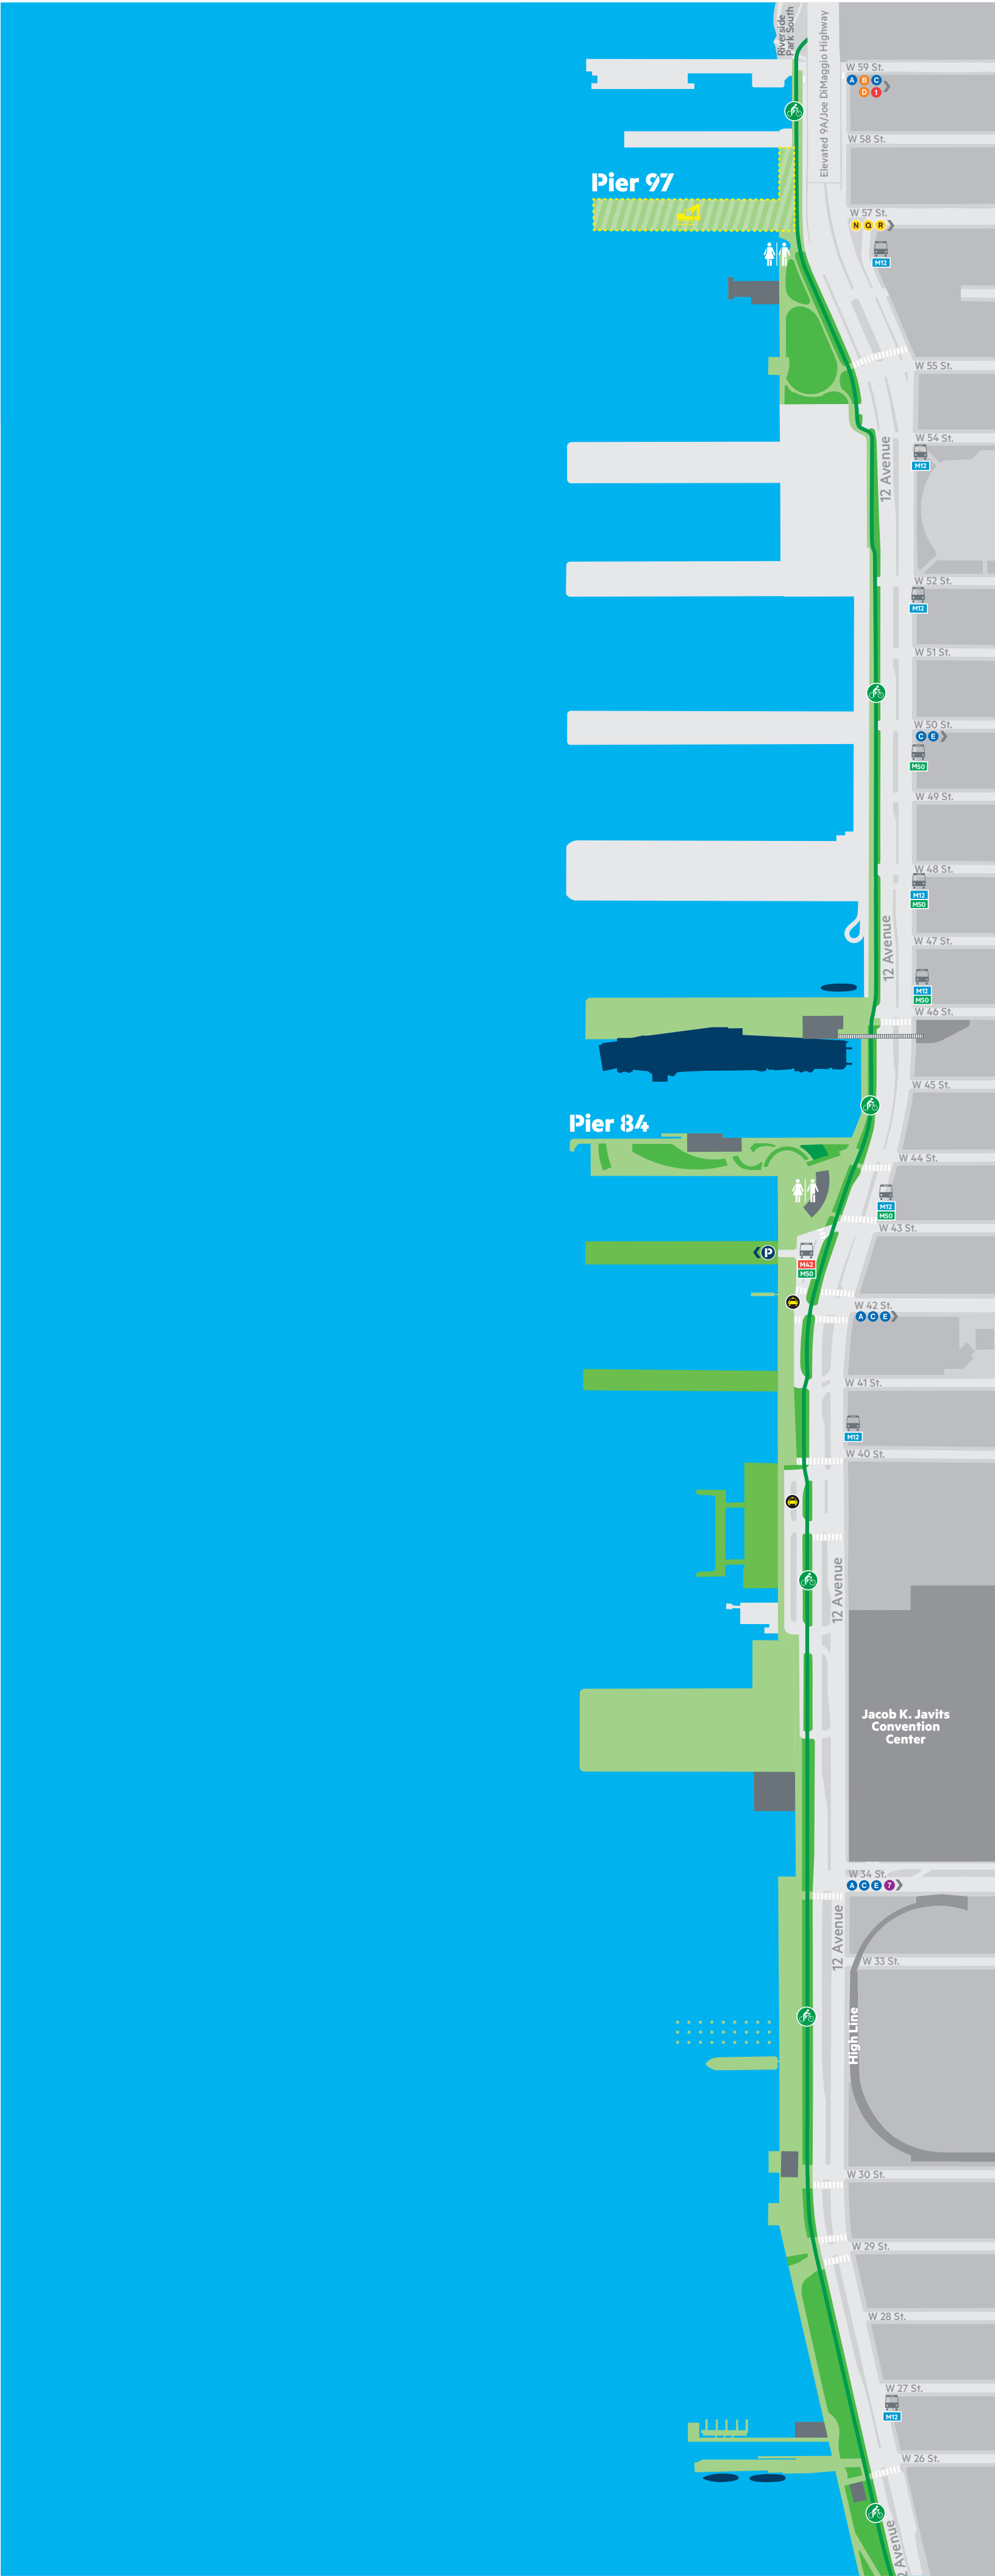 Riverside
Park South
Elevated 9A/Joe DiMaggio Highway
W 59 St.
A B C
D 1
W 58 St.
Pier 97
W 57 St.
N Q R
M12
W 55 St.
W 54 St.
M12
12 Avenue
W 52 St.
M12
W 51 St.
W 50 St.
C E
M50
W 49 St.
W 48 St.
M12
M50
12 Avenue
W 47 St.
M12
M50
W 46 St.
W 45 St.
Pier 84
W 44 St.
M12
M50
W 43 St.
P
M42
M50
W 42 St.
A C E
W 41 St.
M12
W 40 St.
12 Avenue
Jacob K. Javits
Convention
Center
W 34 St.
A C E 7
12 Avenue
W 33 St.
High Line
W 30 St.
W 29 St.
W 28 St.
W 27 St.
M12
W 26 St.
2 Avenue